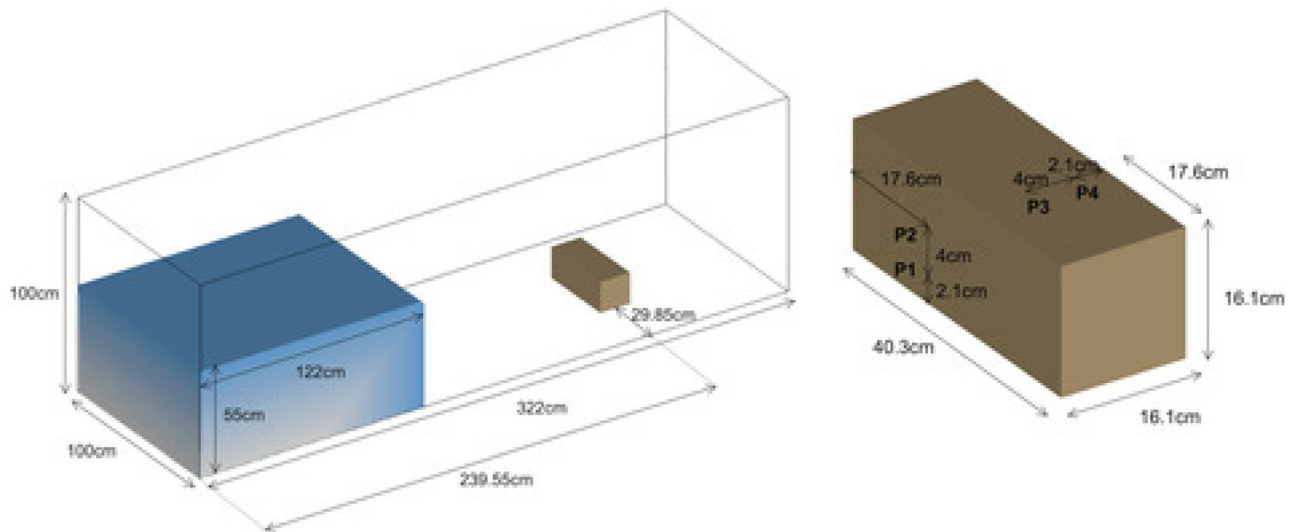 100cm
100cm
55cm
122cm
29.85cm
322cm
239.55cm
17.6cm
P2
P1
4cm
2.1cm
2.1cm
4cm
P4
P3
17.6cm
16.1cm
40.3cm
16.1cm